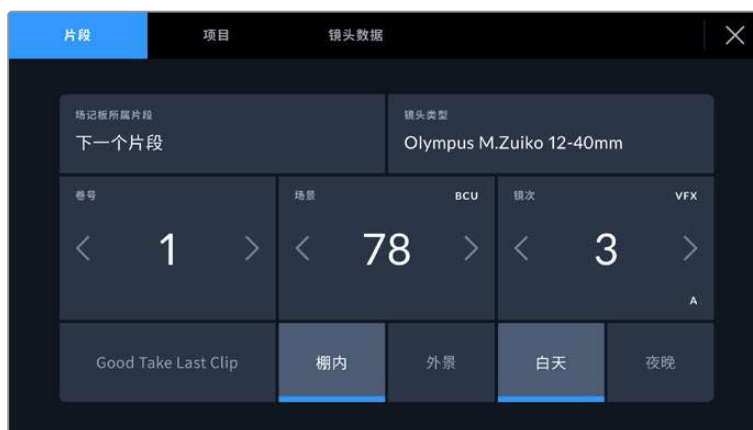 片段 项目 镜头数据
场记板所属片段 镜头类型
下一个片段 Olympus M.Zuiko 12-40mm
卷号 场景 BCU 镜次 VFX
1 78 3
A
Good Take Last Clip 棚内 外景 白天 夜晚